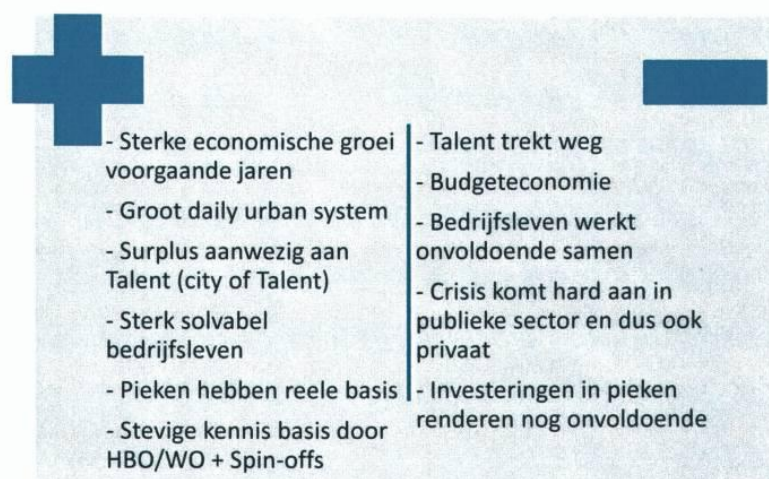 - Sterke economische groei
voorgaande jaren
- Groot daily urban system
- Surplus aanwezig aan
Talent (city of Talent)
- Sterk solvabel
bedrijfsleven
- Pieken hebben reele basis
- Stevige kennis basis door
HBO/WO + Spin-offs
- Talent trekt weg
- Budgeteconomie
- Bedrijfsleven werkt
onvoldoende samen
- Crisis komt hard aan in
publieke sector en dus ook
privaat
- Investeringen in pieken
renderen nog onvoldoende